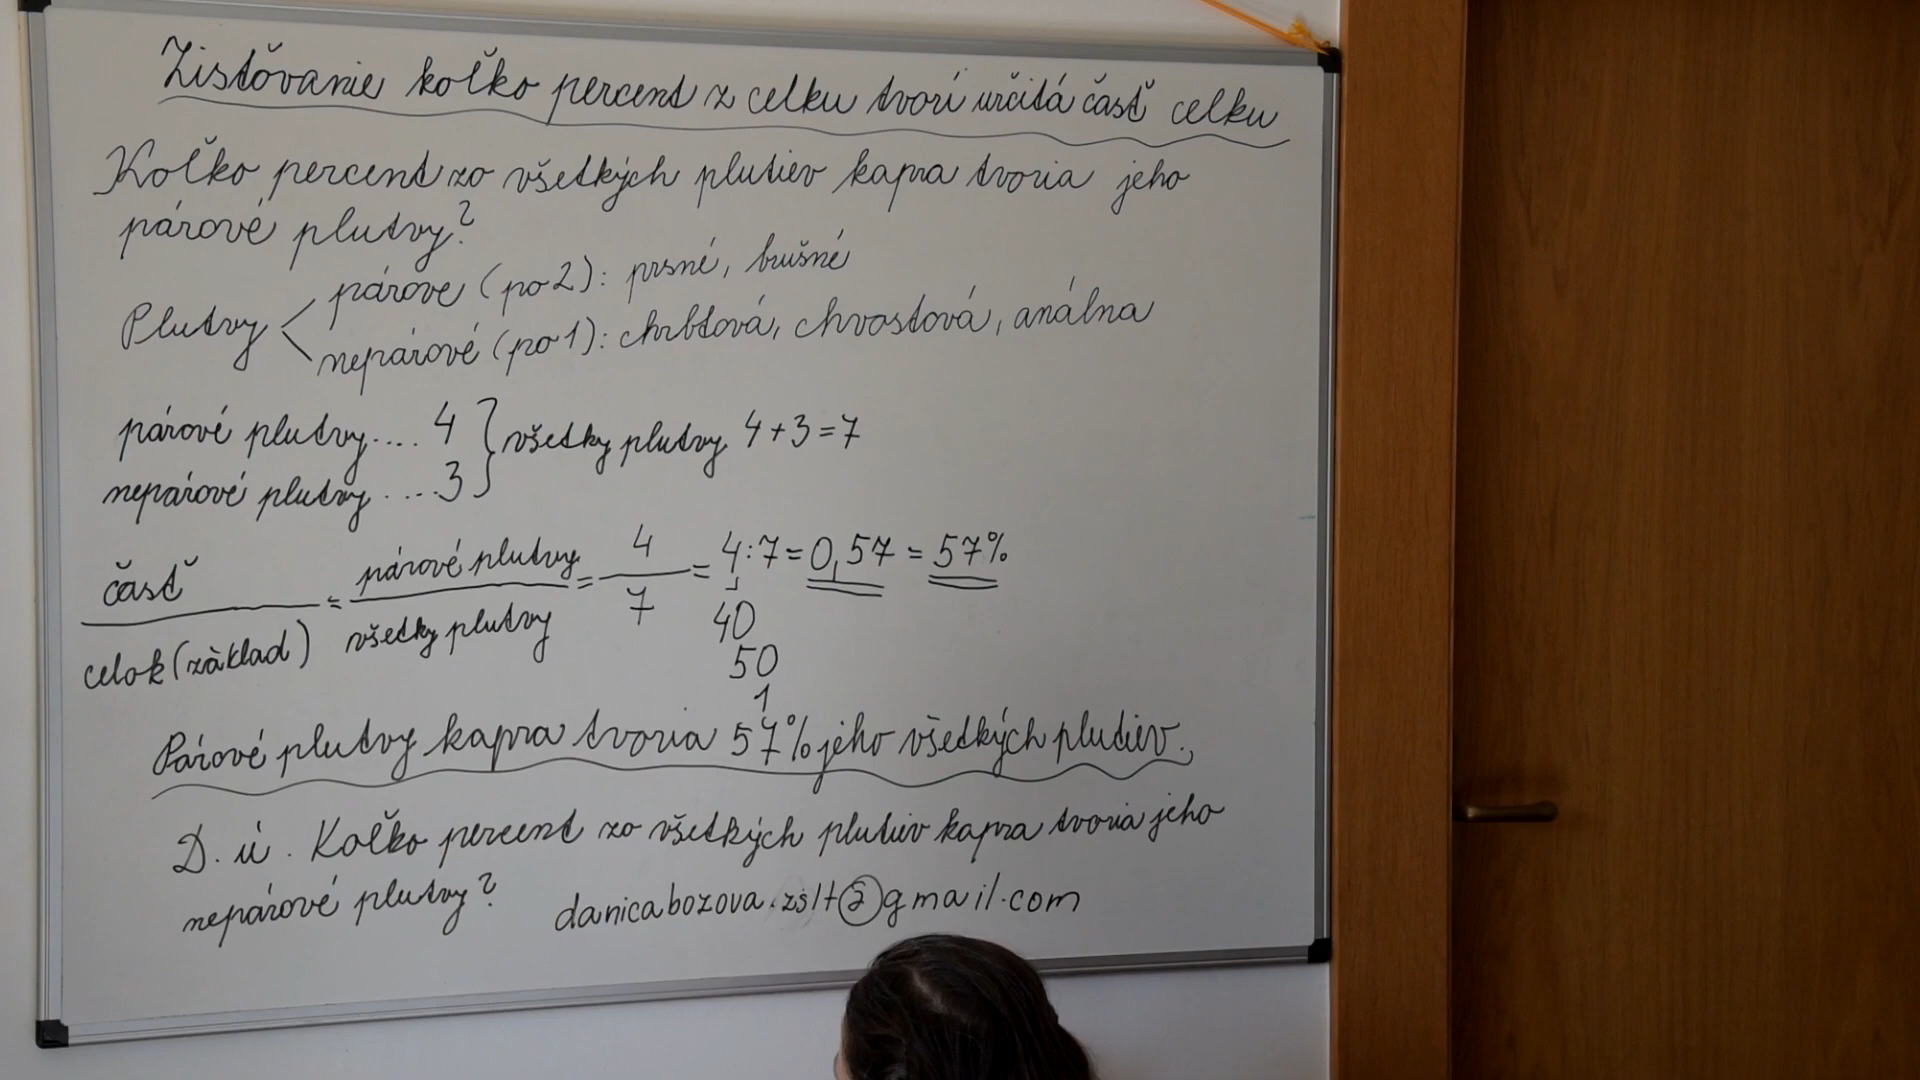 Zisťovanie koľko percent z celku tvorí určitá časť celku
Koľko percent zo všetkých plutiev kapra tvoria jeho
párové plutvy?
Plutvy párove (po 2): prsné, brušné
nepárové (po 1): chrbtová, chvostová, análna
párové plutvy.... 4
nepárové plutvy ....3
všetky plutvy 4+3=7
časť / celok (základ) = párové plutvy / všetky plutvy = 4 / 7 = 4:7=0,57 = 57%
40
50
1
Párové plutvy kapra tvoria 57% jeho všetkých plutiev.
D. ú. Koľko percent zo všetkých plutiev kapra tvoria jeho
nepárové plutvy? danicabozova.zslt@gmail.com